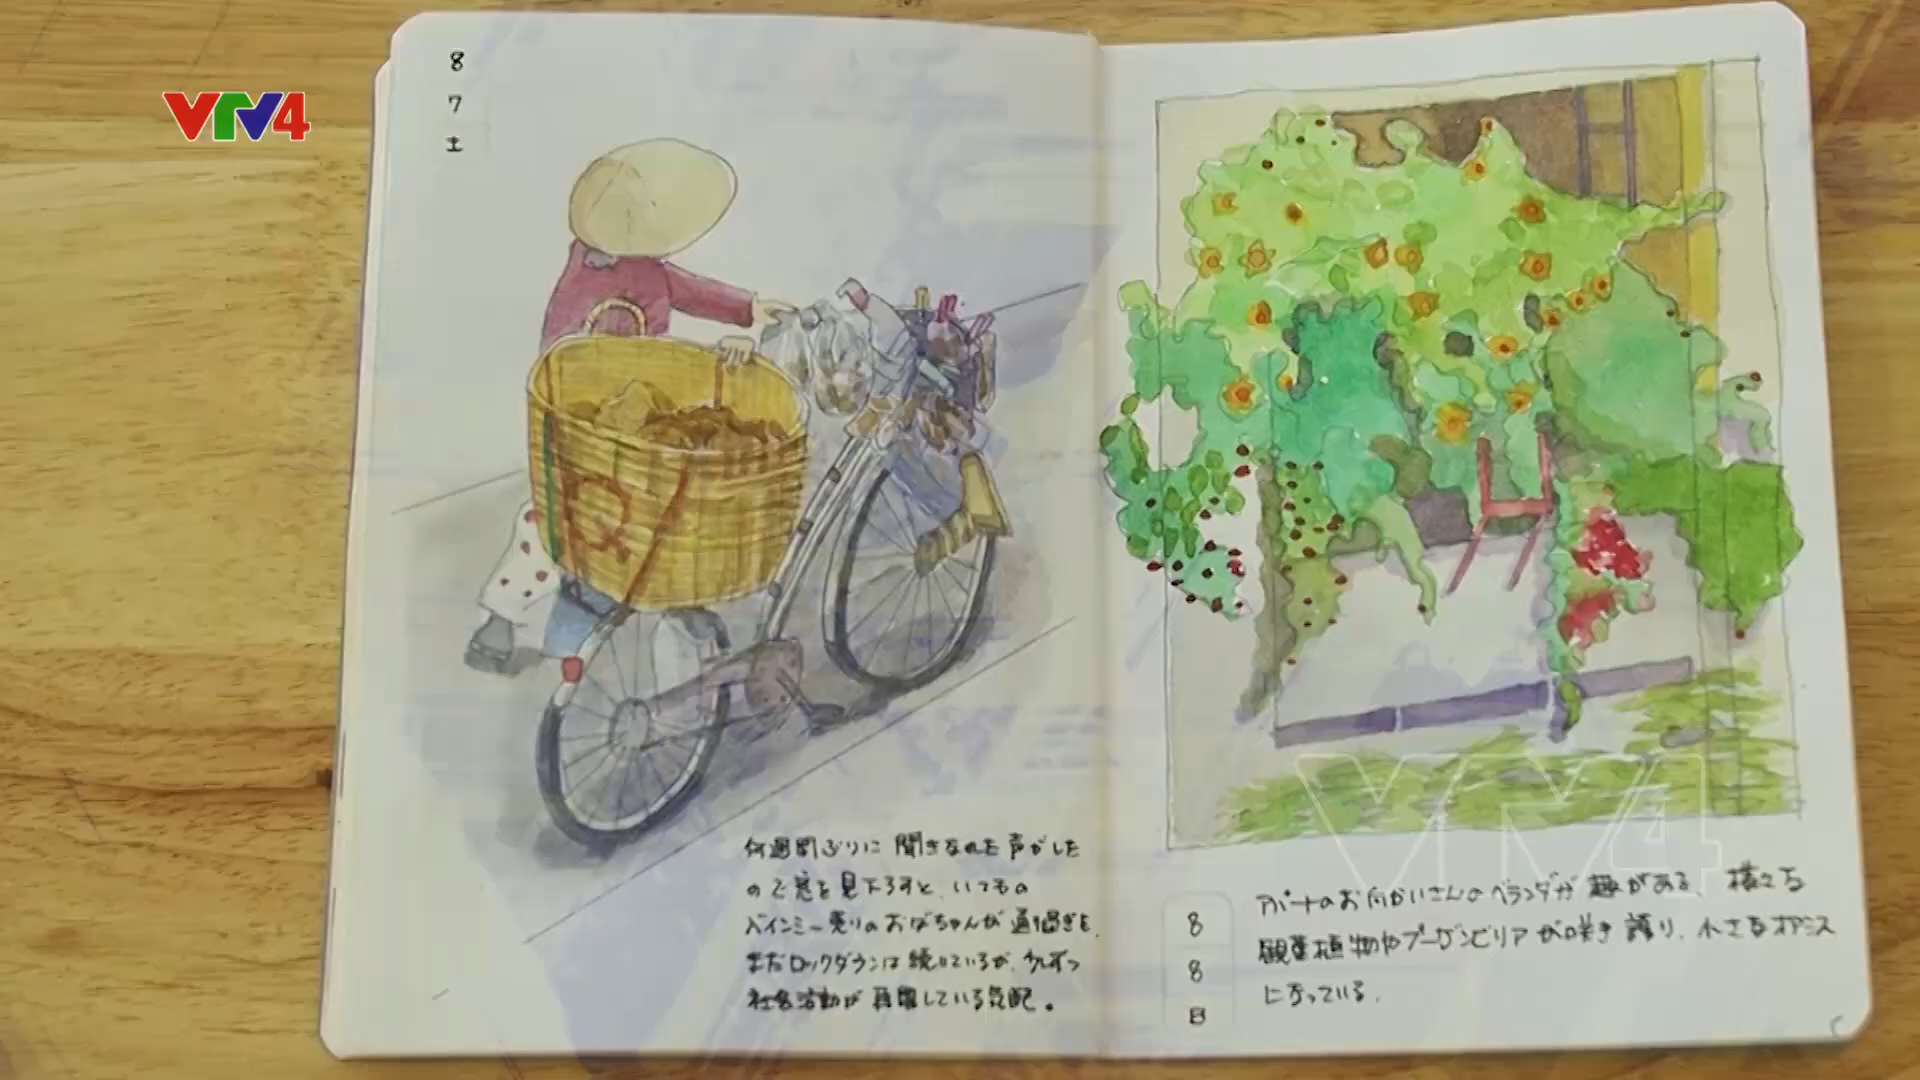 VTV4
8
7
土
何週間ぶりに 聞きなれた声がした
ので窓を見下ろすと、いつもの
バインミー売りのおばちゃんが通り過ぎた。
まだロックダウンは続いているが、少しずつ
社会活動が再開している気配。
8
8
日
アパートのお向かいさんのベランダが趣がある。様々な
観葉植物やブーゲンビリアが咲き誇り、小さなオアシス
になっている。
VTV4